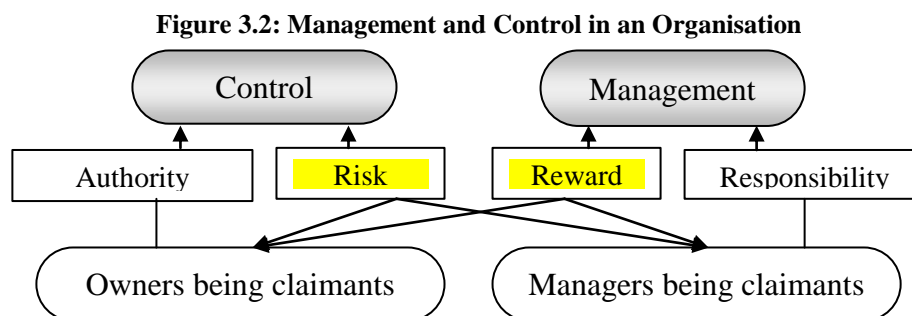 Figure 3.2: Management and Control in an Organisation
Control
Management
Authority
Risk
Reward
Responsibility
Owners being claimants
Managers being claimants